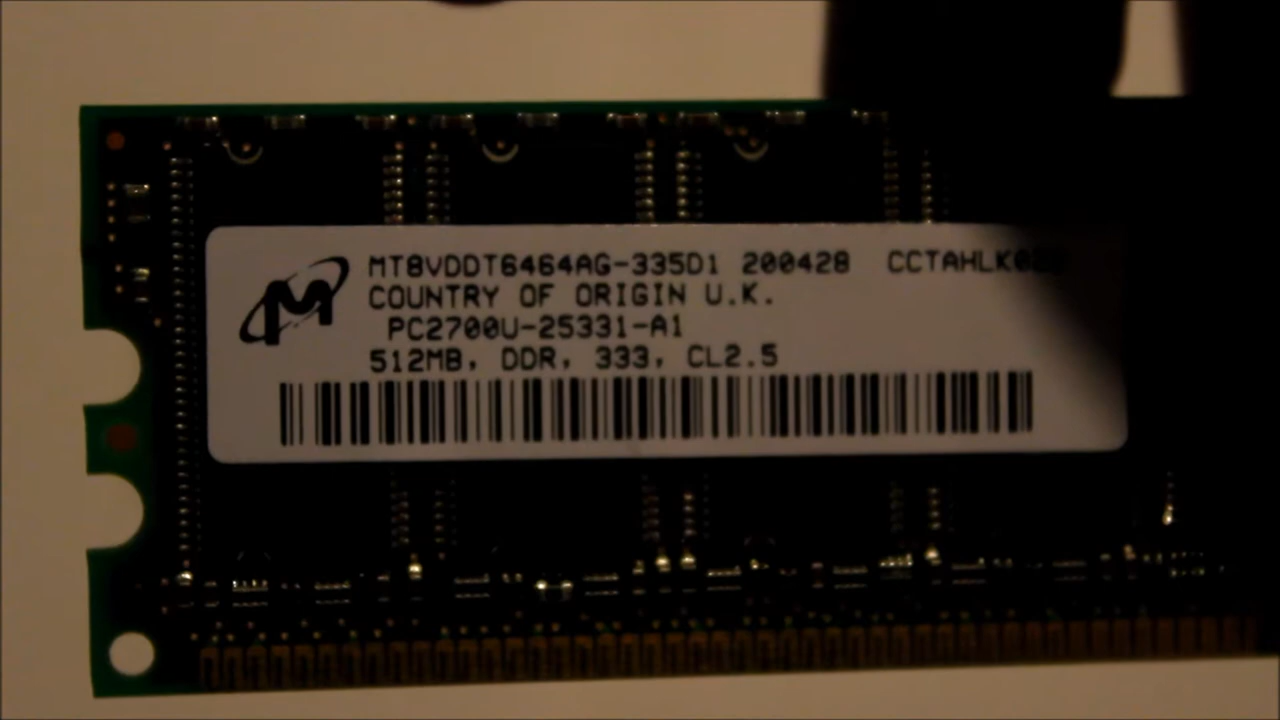 MT8VDDT6464AG-335D1 200428
COUNTRY OF ORIGIN U.K.
PC2700U-25331-A1
512MB, DDR, 333, CL2.5